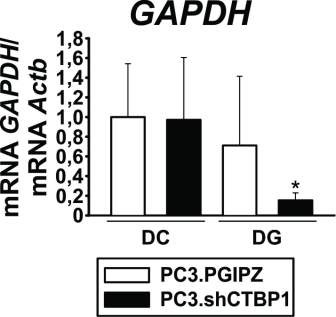 GAPDH
mRNA GAPDH/
mRNA Actb
1,8
1,6
1,4
1,2
1,0
0,8
0,6
0,4
0,2
0
*
DC
DG
PC3.PGIPZ
PC3.shCTBP1